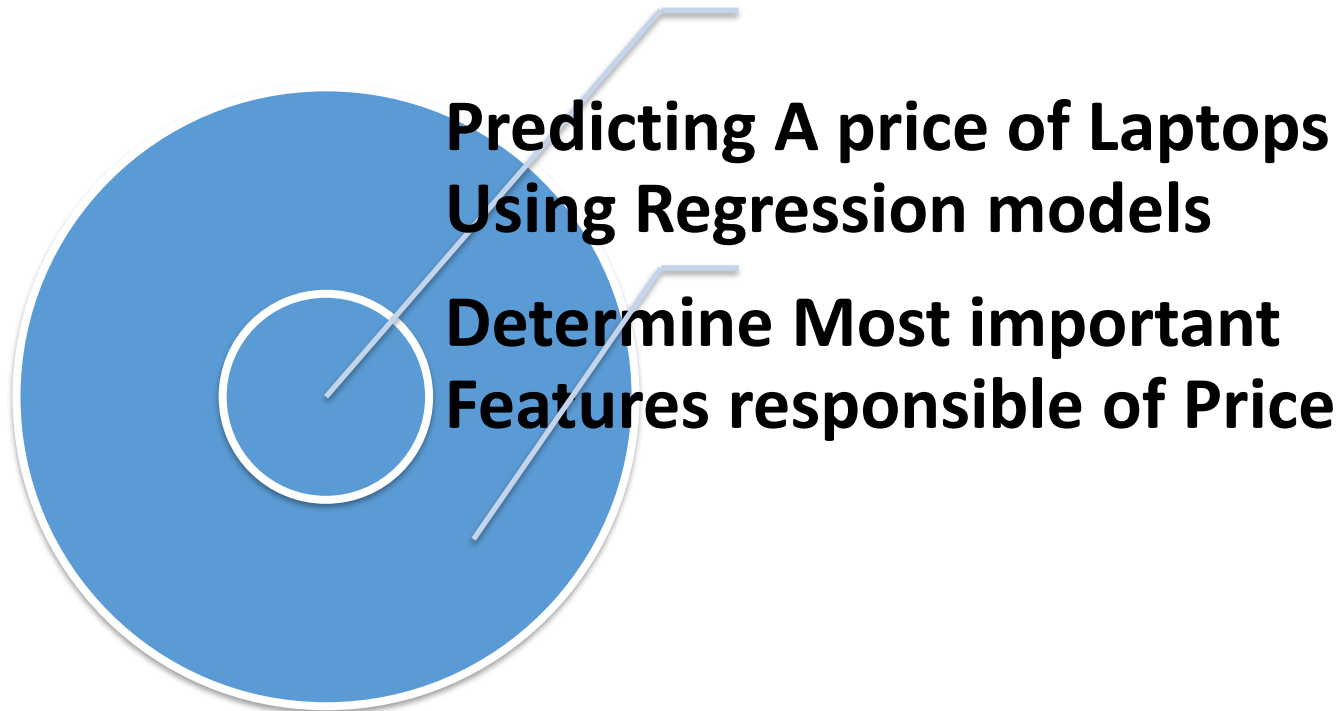 Predicting A price of Laptops
Using Regression models
Determine Most important
Features responsible of Price